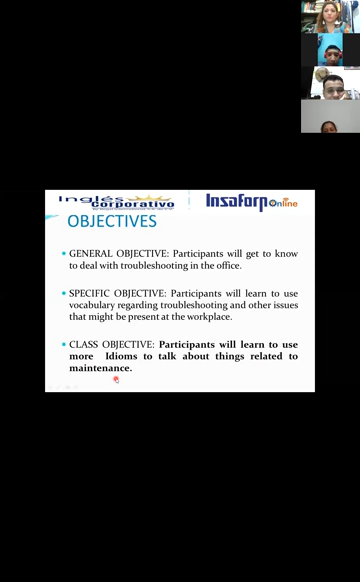 Inglés
corporativo
Insaforp online
OBJECTIVES
GENERAL OBJECTIVE: Participants will get to know
to deal with troubleshooting in the office.
SPECIFIC OBJECTIVE: Participants will learn to use
vocabulary regarding troubleshooting and other issues
that might be present at the workplace.
CLASS OBJECTIVE: Participants will learn to use
more Idioms to talk about things related to
maintenance.